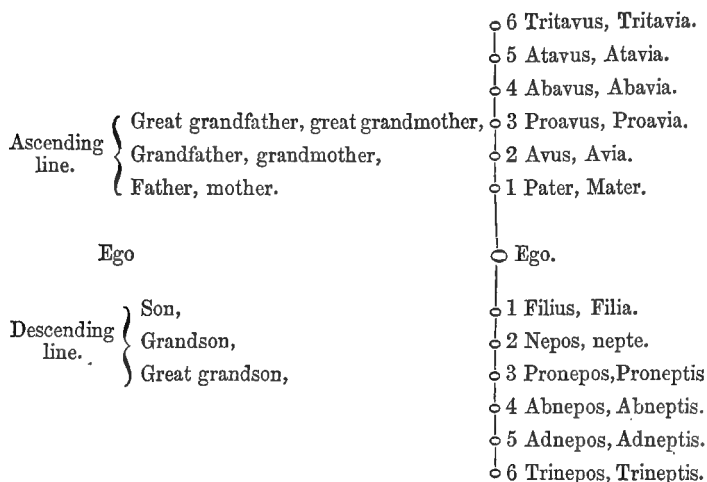 6 Tritavus, Tritavia.
5 Atavus, Atavia.
4 Abavus, Abavia.
Great grandfather, great grandmother, 3 Proavus, Proavia.
Ascending line. Grandfather, grandmother, 2 Avus, Avia.
Father, mother. 1 Pater, Mater.
Ego Ego.
Son, 1 Filius, Filia.
Descending line. Grandson, 2 Nepos, nepte.
Great grandson, 3 Pronepos,Proneptis
4 Abnepos, Abneptis.
5 Adnepos, Adneptis.
6 Trinepos, Trineptis.